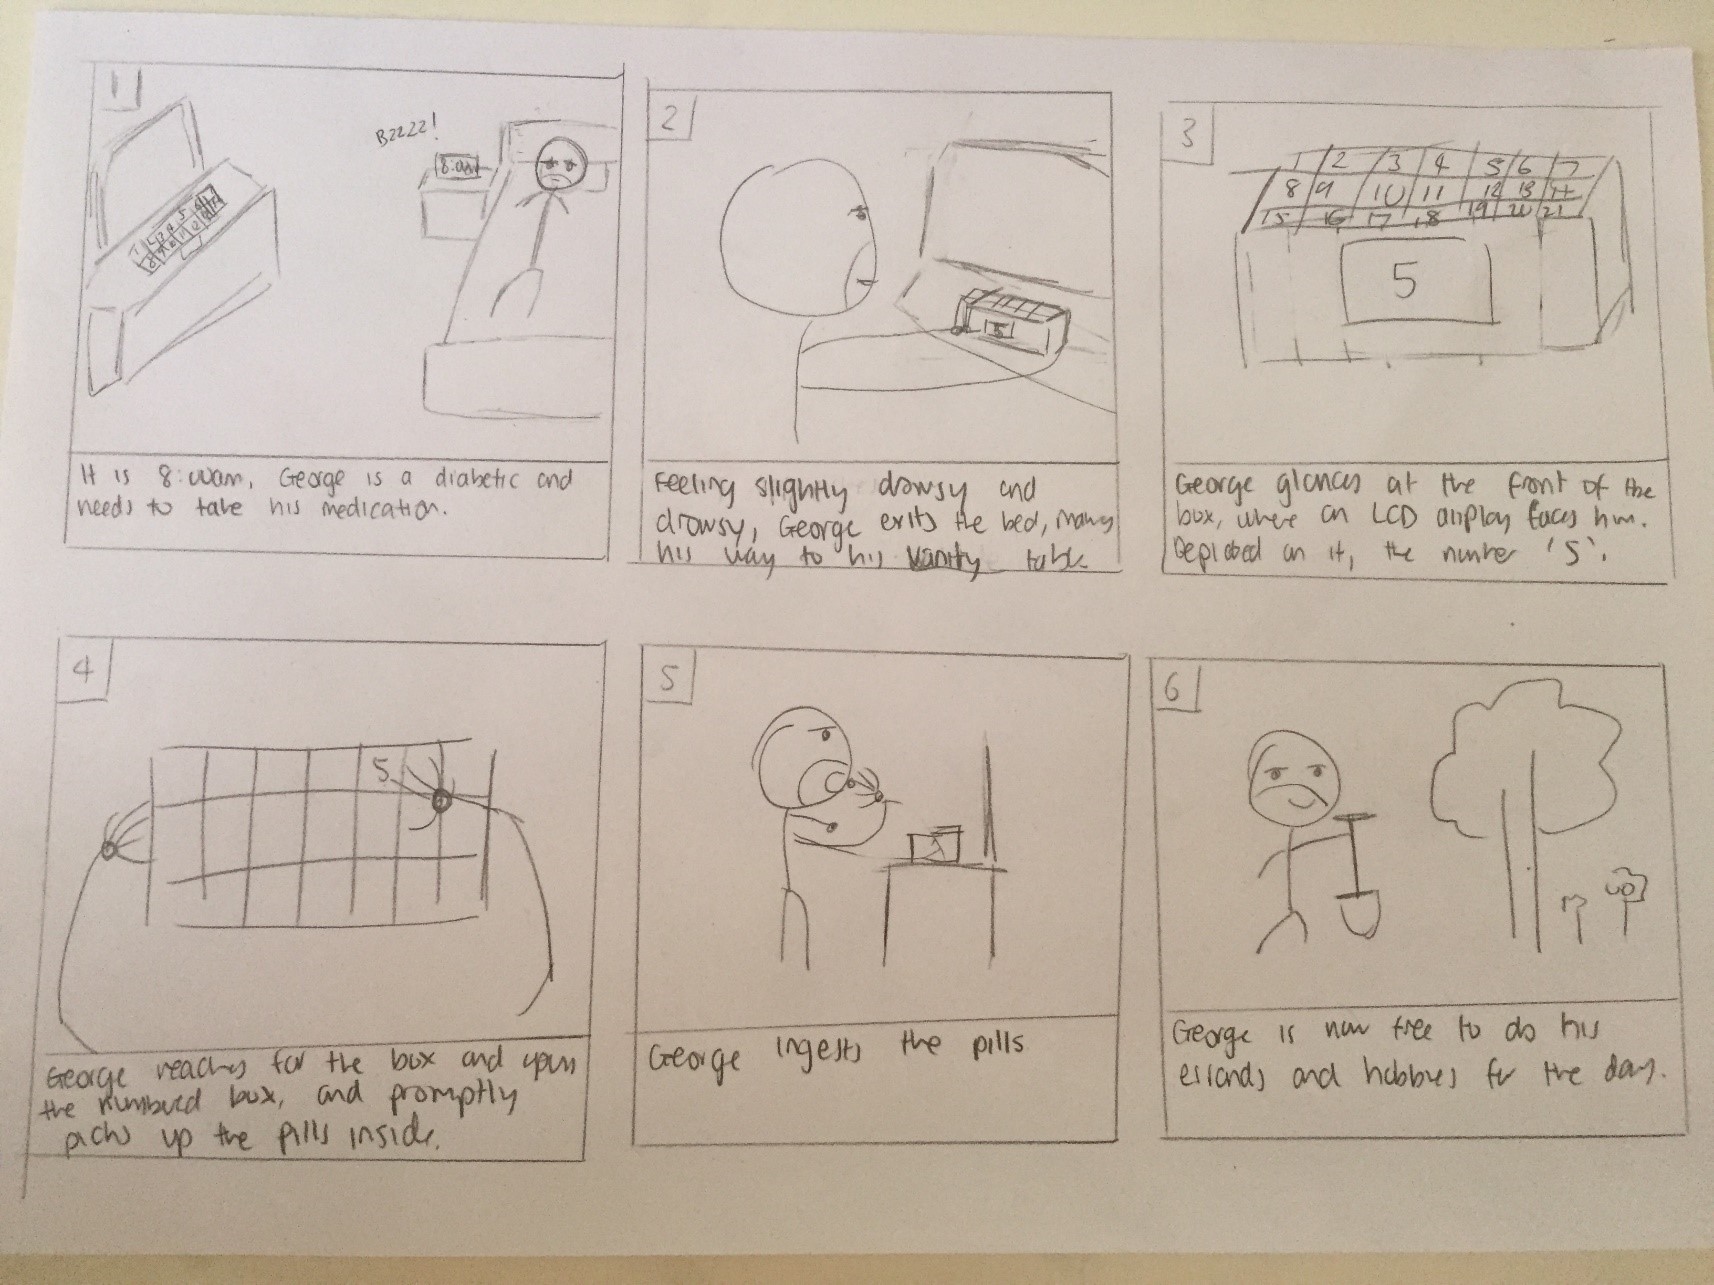 1
Bzzzz!
8:00am
It is 8:00am, George is a diabetic and
needs to take his medication.
2
5
Feeling slightly drowsy and
drowsy, George exits the bed, making
his way to his vanity table
3
1 2 3 4 5 6 7
8 9 10 11 12 13 14
15 16 17 18 19 20 21
5
George glances at the front of the
box, where an LCD display faces him.
Depicted on it, the number '5'.
4
5
George reaches for the box and opens
the numbered box, and promptly
picks up the pills inside.
5
George ingests the pills
6
George is now free to do his
errands and hobbies for the day.